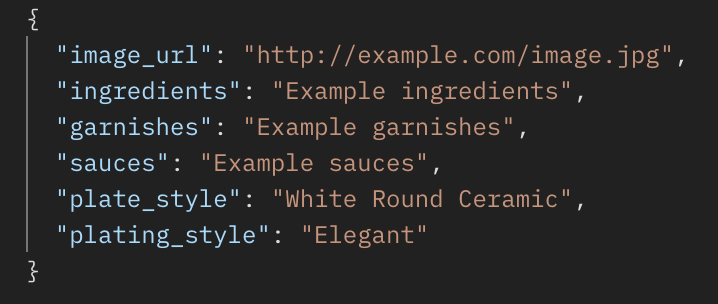 {
"image_url": "http://example.com/image.jpg",
"ingredients": "Example ingredients",
"garnishes": "Example garnishes",
"sauces": "Example sauces",
"plate_style": "White Round Ceramic",
"plating_style": "Elegant"
}